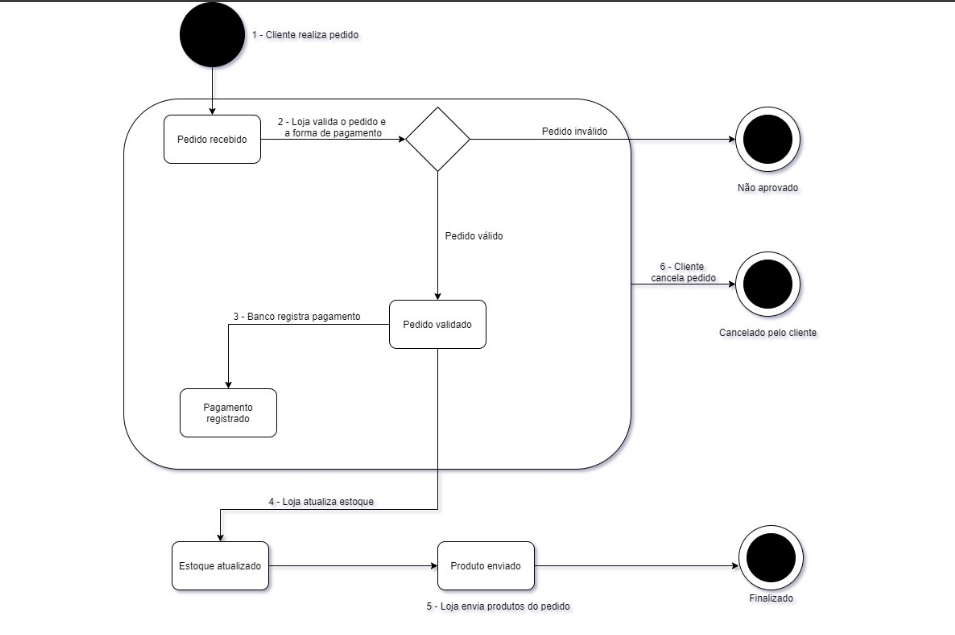 1 - Cliente realiza pedido
2 - Loja valida o pedido e
a forma de pagamento
Pedido recebido
Pedido inválido
Não aprovado
Pedido válido
6 - Cliente
cancela pedido
3 - Banco registra pagamento
Pedido validado
Cancelado pelo cliente
Pagamento
registrado
4 - Loja atualiza estoque
Estoque atualizado
Produto enviado
Finalizado
5 - Loja envia produtos do pedido